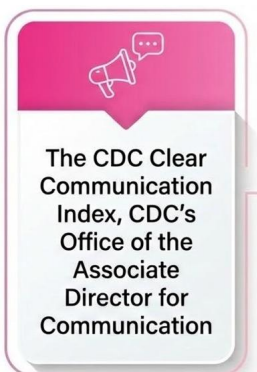 The CDC Clear
Communication
Index, CDC's
Office of the
Associate
Director for
Communication